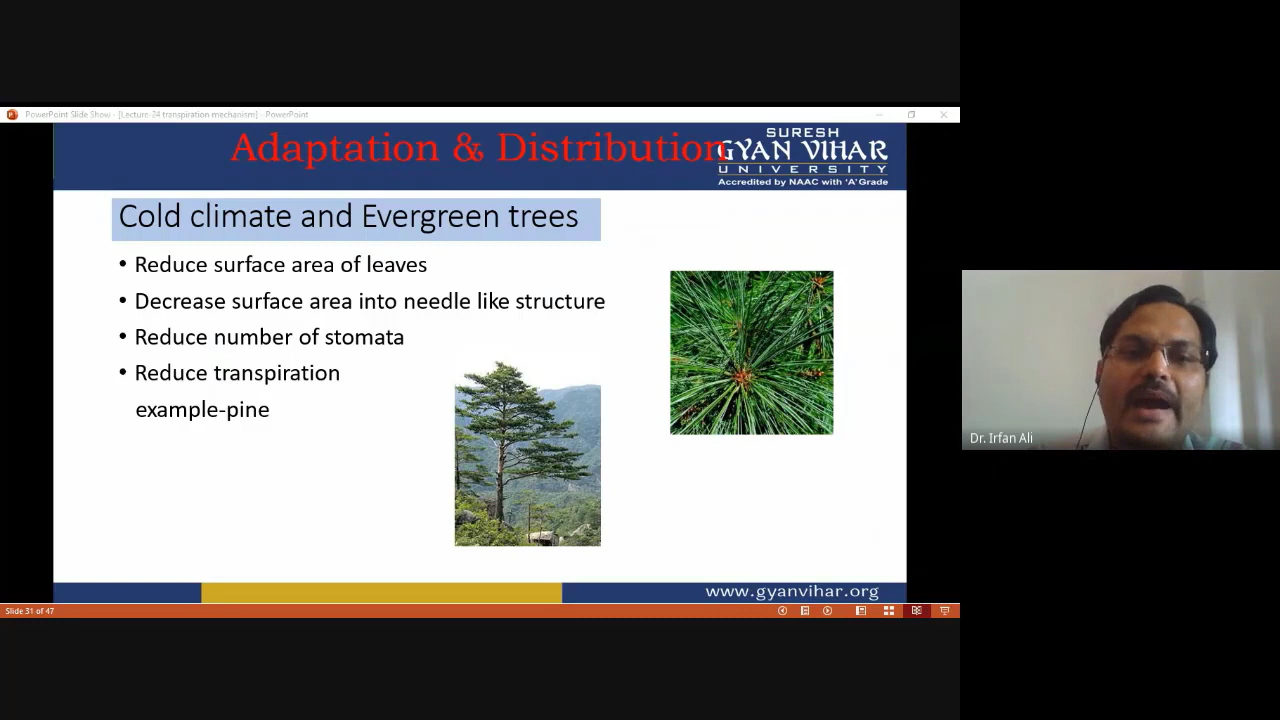 PowerPoint Slide Show - [Lecture-24 transpiration mechanism] - PowerPoint
Adaptation & Distribution
SURESH
GYAN VIHAR
UNIVERSITY
Accredited by NAAC with 'A' Grade
Cold climate and Evergreen trees
• Reduce surface area of leaves
• Decrease surface area into needle like structure
• Reduce number of stomata
• Reduce transpiration
example-pine
Dr. Irfan Ali
www.gyanvihar.org
Slide 31 of 47